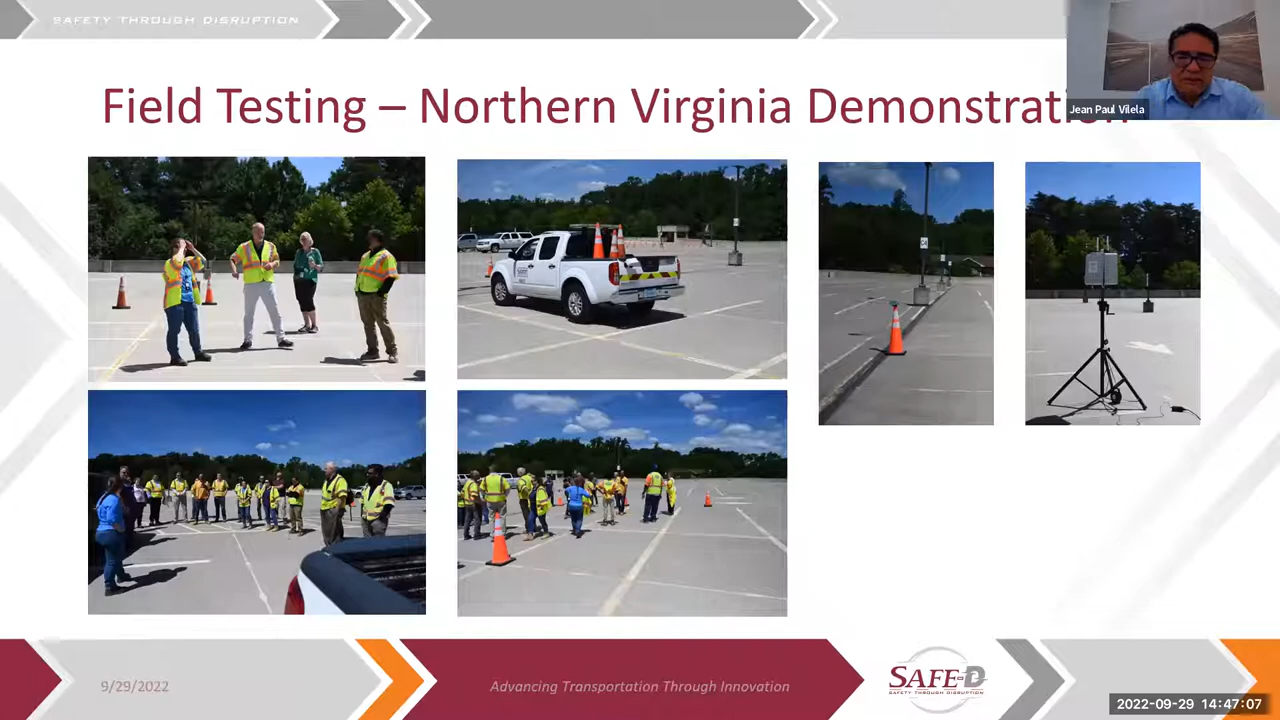 SAFETY THROUGH DISRUPTION
Field Testing – Northern Virginia Demonstration
Jean Paul Vilela
9/29/2022
Advancing Transportation Through Innovation
SAFE-D
SAFETY THROUGH DISRUPTION
2022-09-29 14:47:07